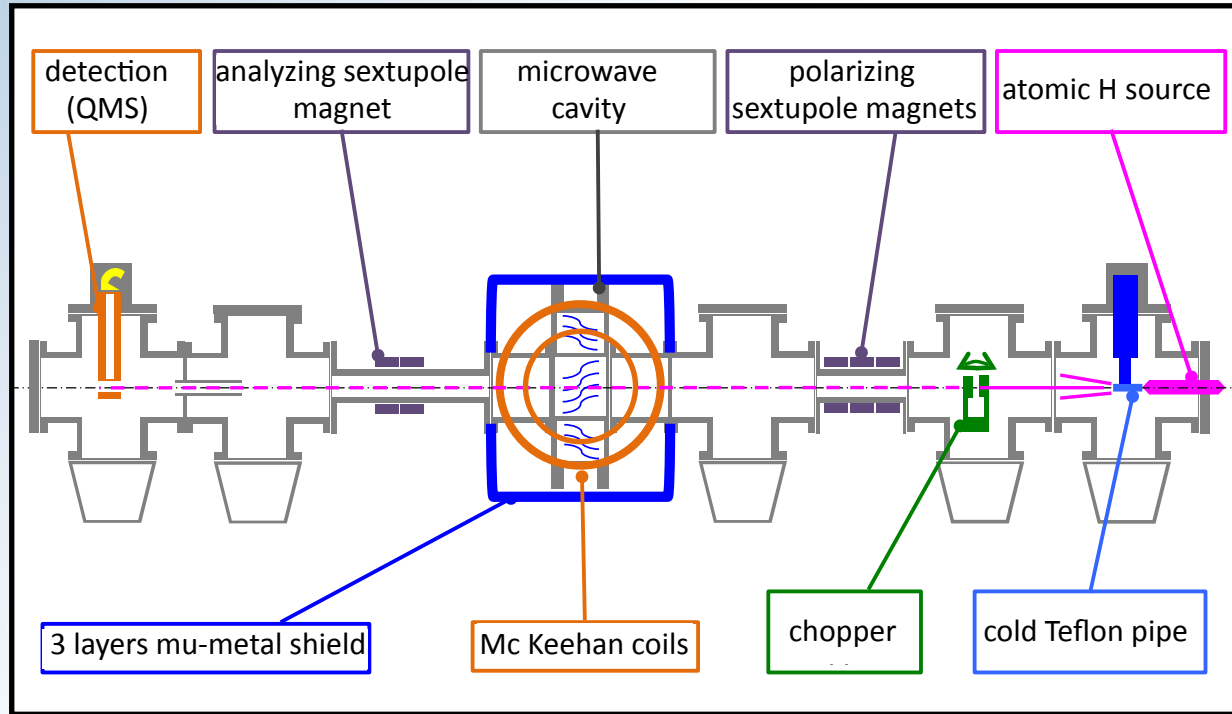 detection
(QMS)
analyzing sextupole
magnet
microwave
cavity
polarizing
sextupole magnets
atomic H source
3 layers mu-metal shield
Mc Keehan coils
chopper
cold Teflon pipe